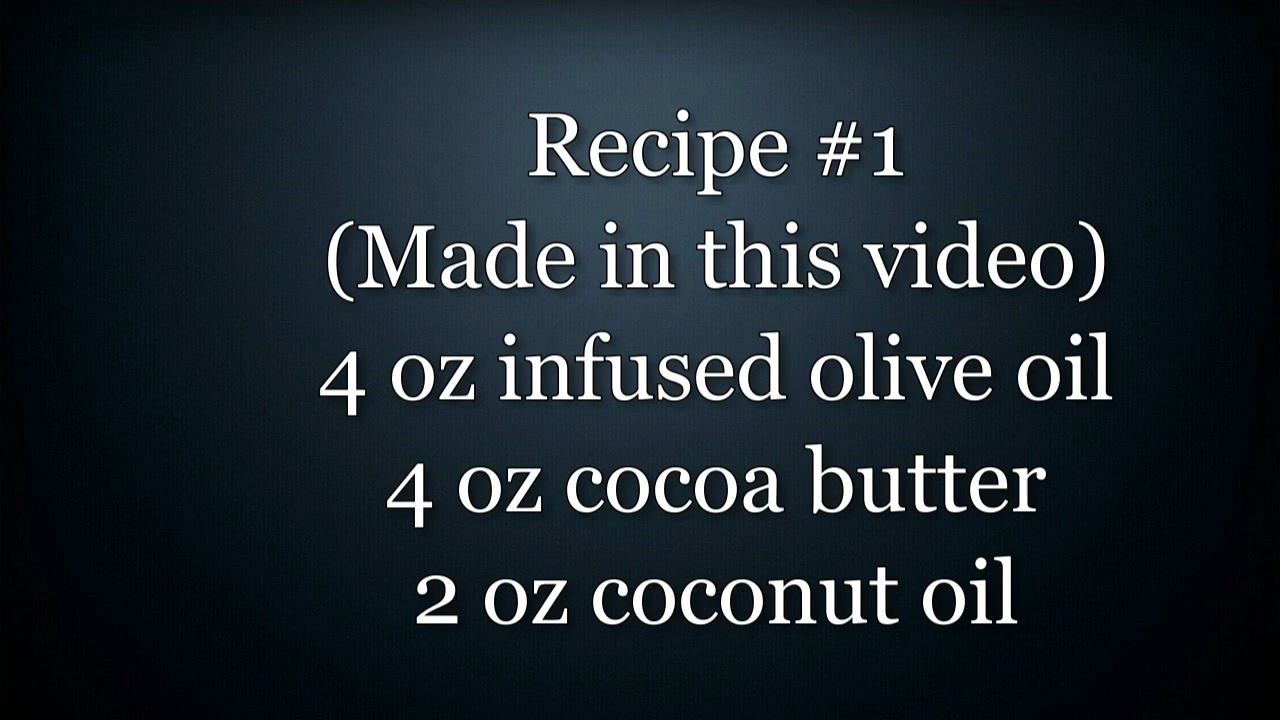 Recipe #1
(Made in this video)
4 oz infused olive oil
4 oz cocoa butter
2 oz coconut oil